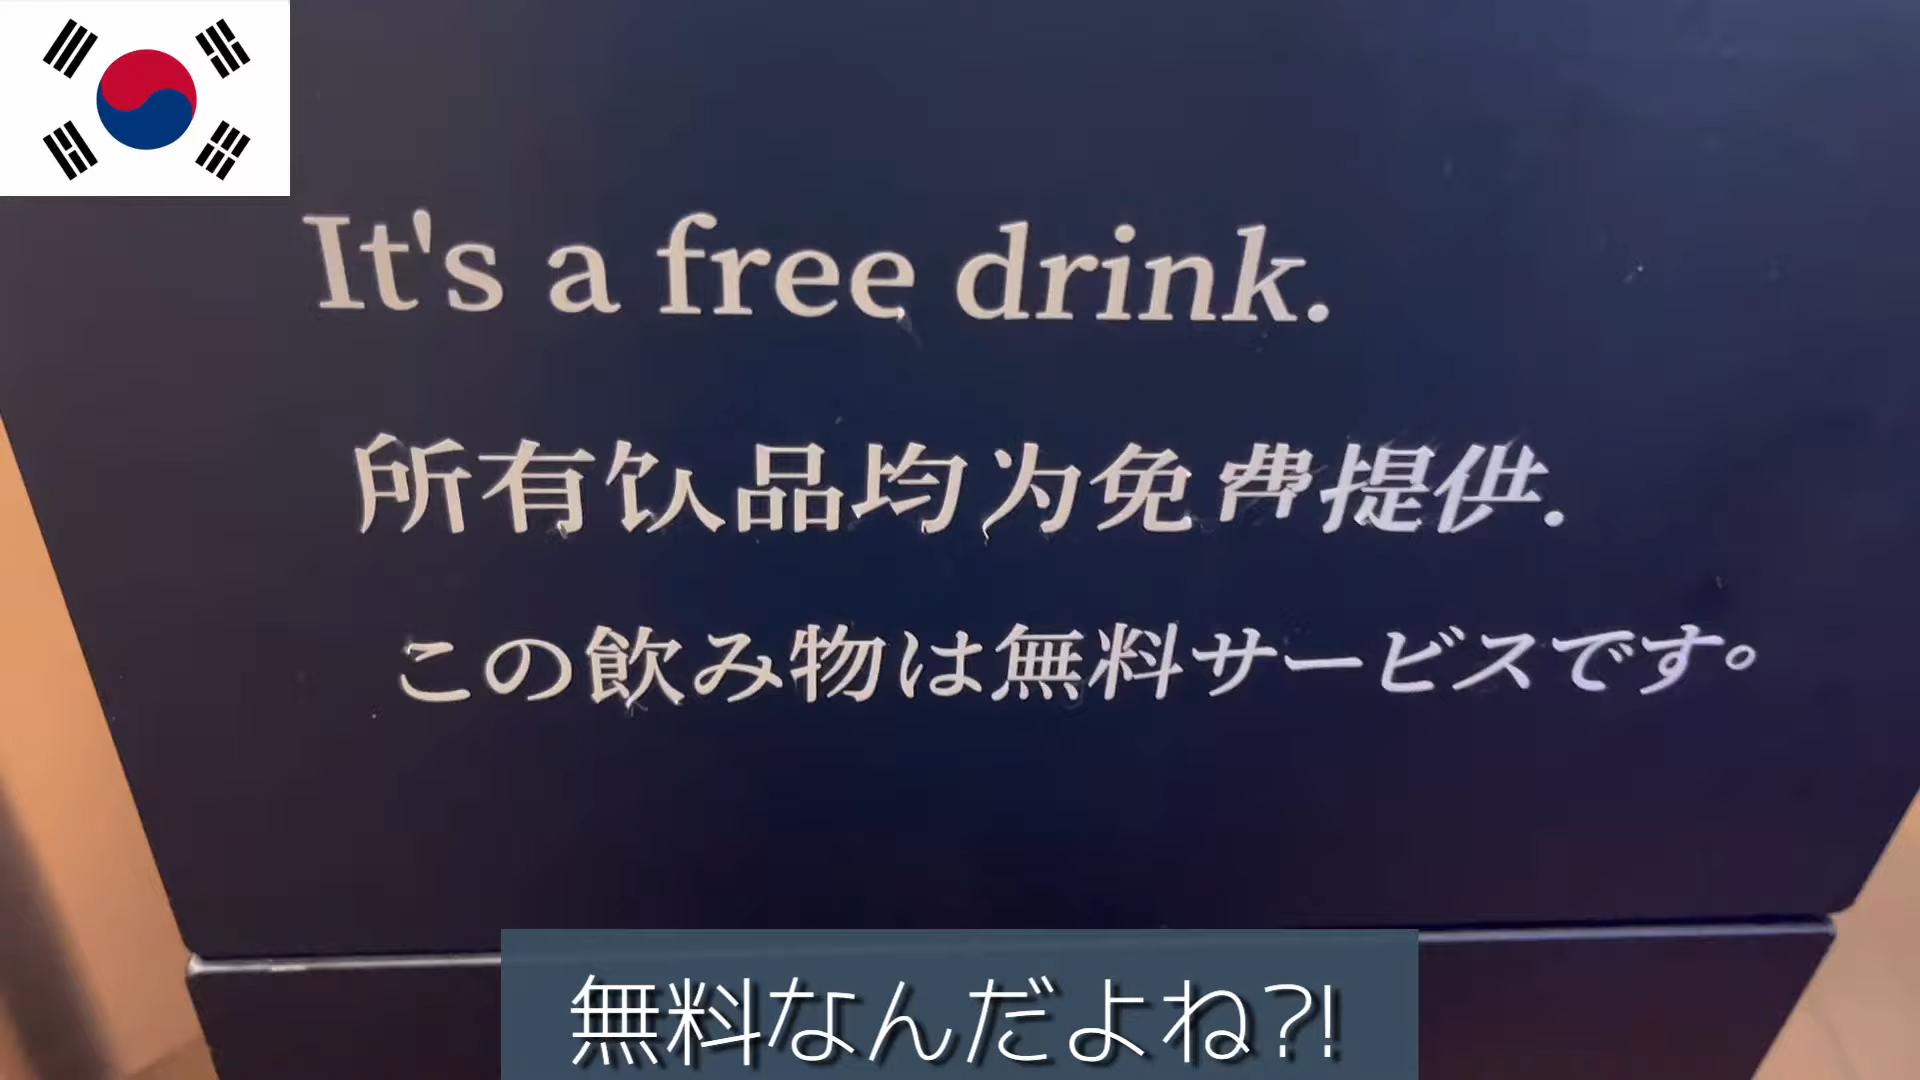 It's a free drink.
所有饮品均为免費提供.
この飲み物は無料サービスです。
無料なんだよね?!